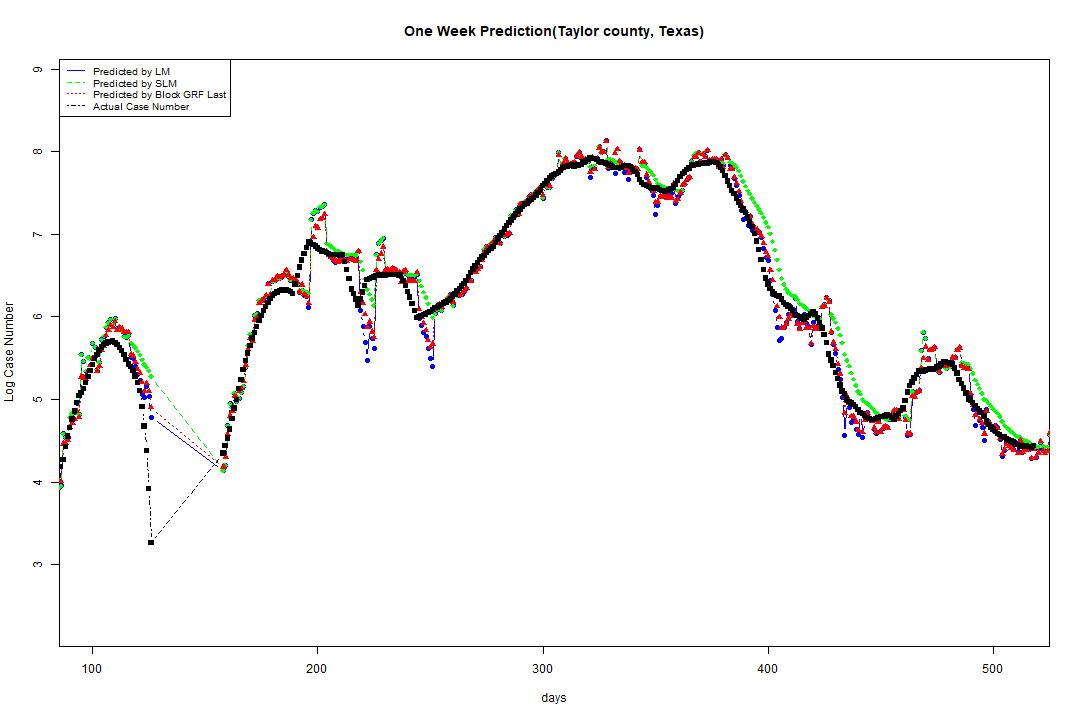 One Week Prediction(Taylor county, Texas)
Predicted by LM
Predicted by SLM
Predicted by Block GRF Last
Actual Case Number
9
8
7
6
5
4
3
Log Case Number
100 200 300 400 500
days